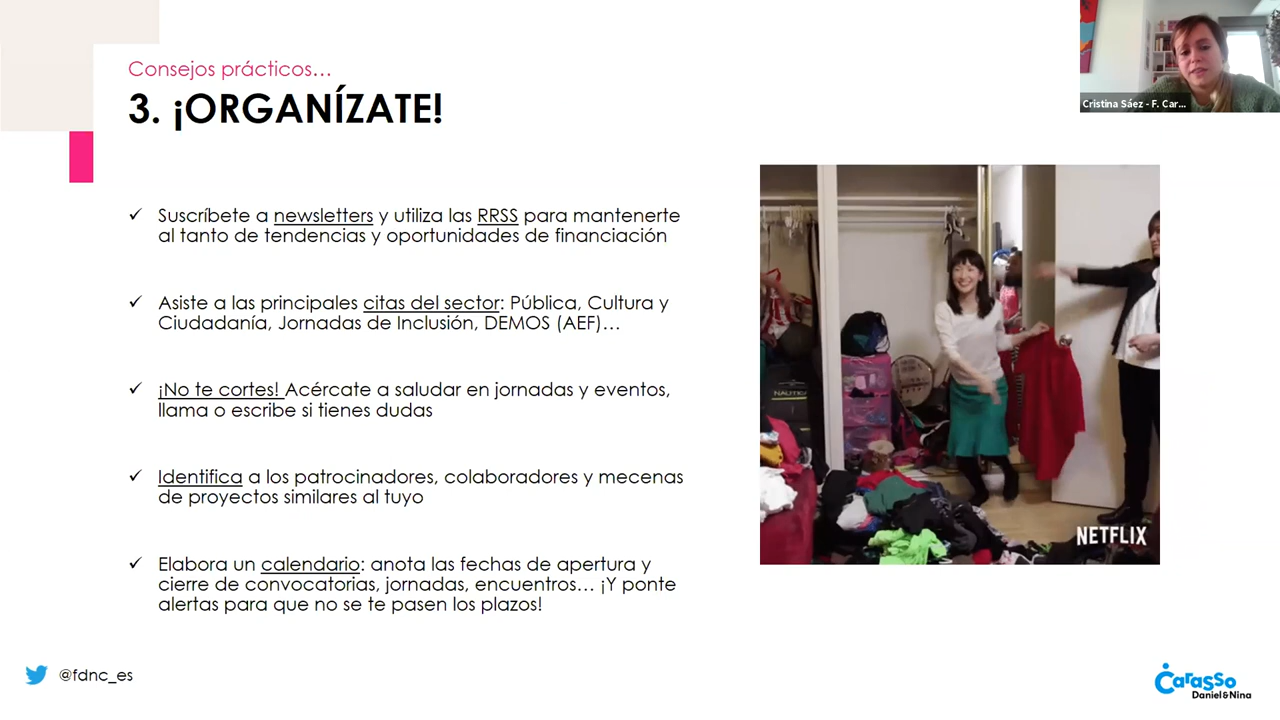 Consejos prácticos…
3. ¡ORGANÍZATE!
Cristina Sáez - F. Car...
✓ Suscríbete a newsletters y utiliza las RRSS para mantenerte
al tanto de tendencias y oportunidades de financiación
✓ Asiste a las principales citas del sector: Pública, Cultura y
Ciudadanía, Jornadas de Inclusión, DEMOS (AEF)…
✓ ¡No te cortes! Acércate a saludar en jornadas y eventos,
llama o escribe si tienes dudas
✓ Identifica a los patrocinadores, colaboradores y mecenas
de proyectos similares al tuyo
✓ Elabora un calendario: anota las fechas de apertura y
cierre de convocatorias, jornadas, encuentros… ¡Y ponte
alertas para que no se te pasen los plazos!
NAUTICA
NETFLIX
@fdnc_es
Carasso
Daniel&Nina